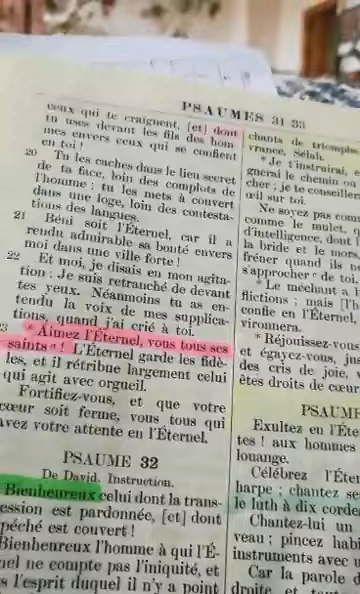 PSAUMES 31 33
ceux qui te craignent, [et] dont
tu uses devant les fils des hom-
mes envers ceux qui se confient
en toi !
20 Tu les caches dans le lieu secret
de ta face, loin des complots de
l'homme ; tu les mets à couvert
dans une loge, loin des contesta-
tions des langues.
21 Béni soit l'Éternel, car il a
rendu admirable sa bonté envers
moi dans une ville forte !
22 Et moi, je disais en mon agita-
tion : Je suis retranché de devant
tes yeux. Néanmoins tu as en-
tendu la voix de mes supplica-
tions, quand j'ai crié à toi.
23 * Aimez l'Éternel, vous tous ses
saints ! L'Éternel garde les fidè-
les, et il rétribue largement celui
qui agit avec orgueil.
Fortifiez-vous, et que votre
cœur soit ferme, vous tous qui
avez votre attente en l'Éternel.
PSAUME 32
De David. Instruction.
Bienheureux celui dont la trans-
ession est pardonnée, [et] dont
péché est couvert !
Bienheureux l'homme à qui l'É-
nel ne compte pas l'iniquité, et
s l'esprit duquel il n'y a point
chants de triomphe
vrance. Sélah.
* Je t'instruirai, e
gnerai le chemin où
cher ; je te conseiller
œil sur toi.
Ne soyez pas com
comme le mulet, q
d'intelligence, dont l
la bride et le mors,
fréner quand ils n
s'approcher de toi.
* Le méchant a l
flictions ; mais [l'h
confie en l'Éternel,
vironnera.
* Réjouissez-vous
et égayez-vous, jus
des cris de joie, v
êtes droits de cœur
PSAUME
Exultez en l'Éte
tes ! aux hommes
louange.
Célébrez l'Éter
harpe ; chantez se
le luth à dix corde
Chantez-lui un
veau ; pincez habi
instruments avec u
Car la parole d
droite, et tout